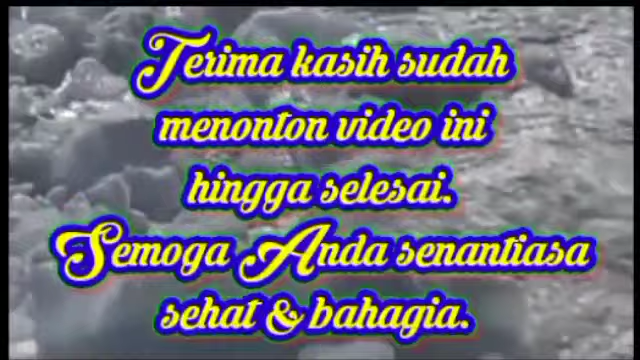 Terima kasih sudah
menonton video ini
hingga selesai.
Semoga Anda senantiasa
sehat & bahagia.